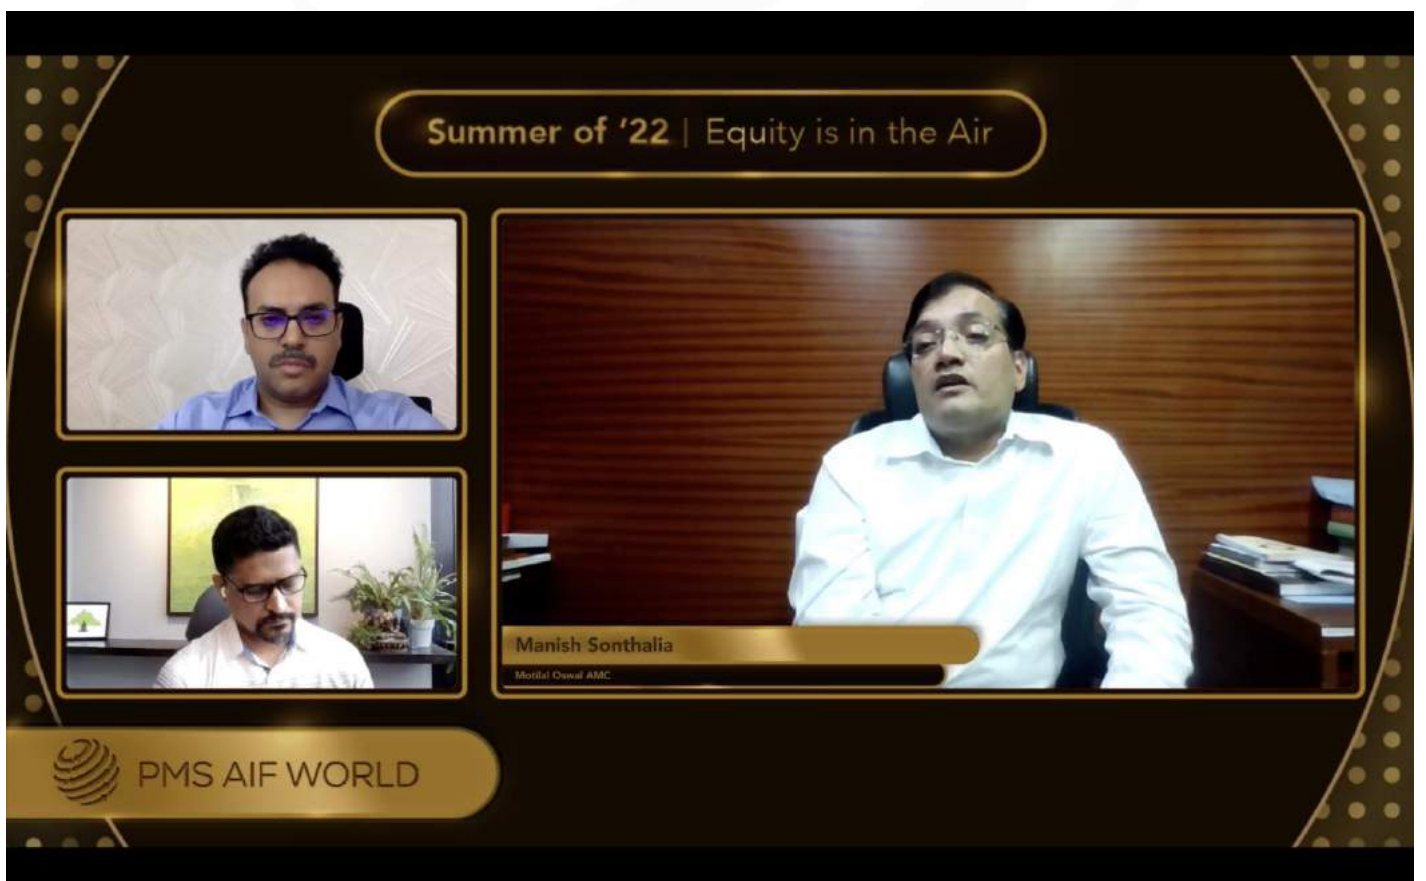 Summer of ’22 | Equity is in the Air
Manish Sonthalia
Motilal Oswal AMC
PMS AIF WORLD